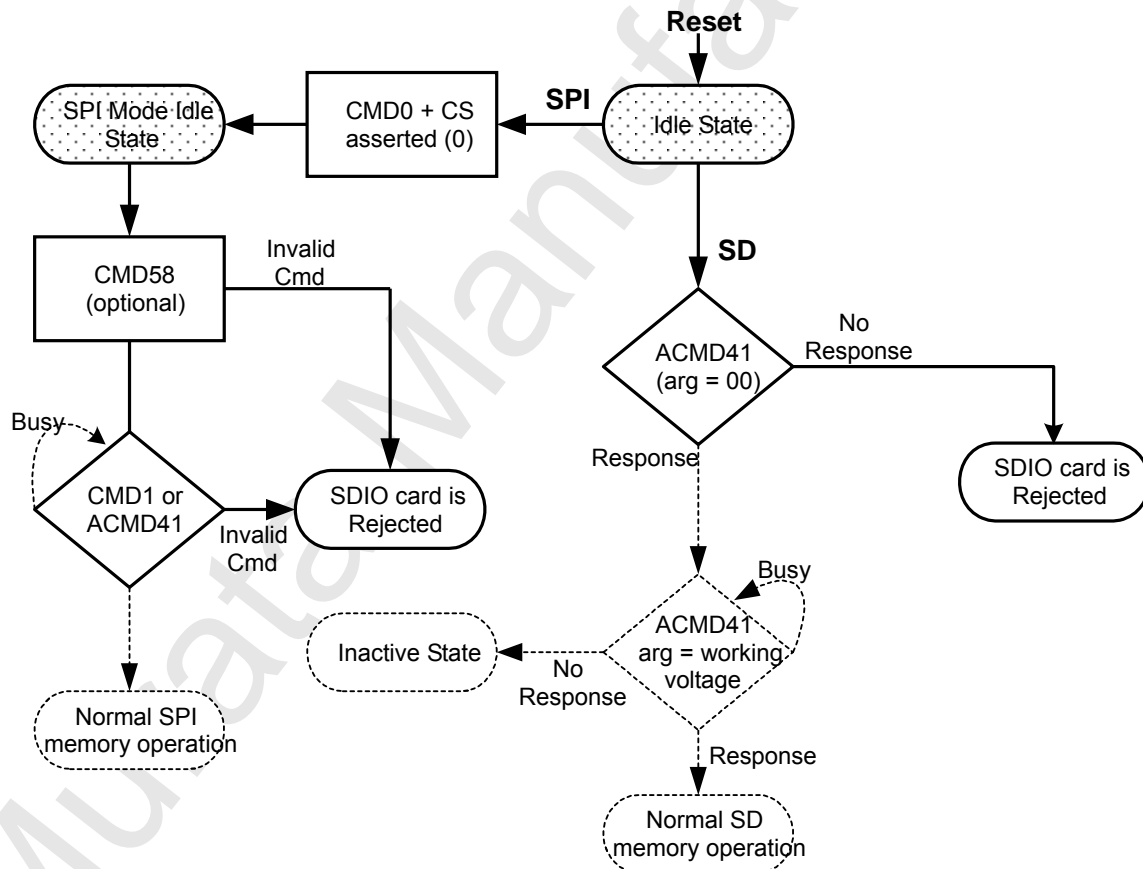 Reset
SPI Mode Idle
State
CMD0 + CS
asserted (0)
SPI
Idle State
CMD58
(optional)
Invalid
Cmd
SD
ACMD41
(arg = 00)
No
Response
Busy
CMD1 or
ACMD41
Invalid
Cmd
SDIO card is
Rejected
Response
SDIO card is
Rejected
Busy
Inactive State
No
Response
ACMD41
arg = working
voltage
Normal SPI
memory operation
Response
Normal SD
memory operation
Murata Manufa